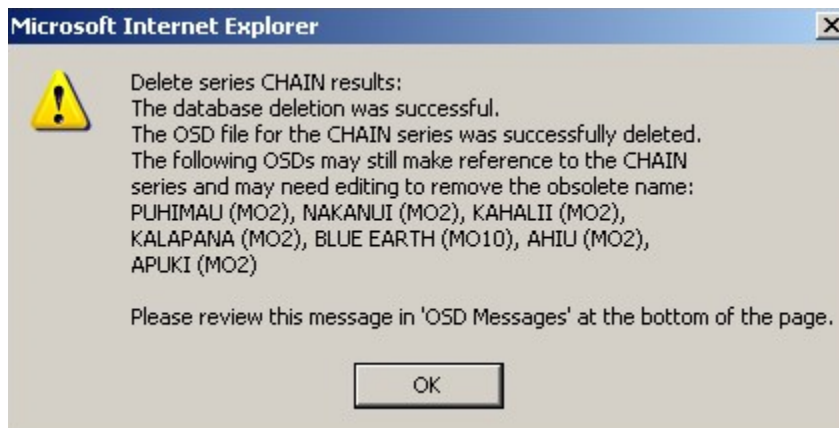 Microsoft Internet Explorer
Delete series CHAIN results:
The database deletion was successful.
The OSD file for the CHAIN series was successfully deleted.
The following OSDs may still make reference to the CHAIN
series and may need editing to remove the obsolete name:
PUHIMAU (MO2), NAKANUI (MO2), KAHALII (MO2),
KALAPANA (MO2), BLUE EARTH (MO10), AHIU (MO2),
APUKI (MO2)
Please review this message in 'OSD Messages' at the bottom of the page.
OK